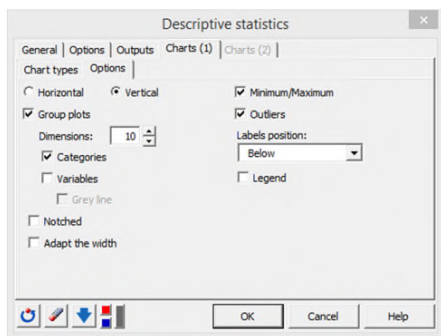 Descriptive statistics
General Options Outputs Charts (1) Charts (2)
Chart types Options
Horizontal Vertical Minimum/Maximum
Group plots Outliers
Dimensions: 10 Labels position:
Categories Below
Variables Legend
Grey line
Notched
Adapt the width
OK Cancel Help